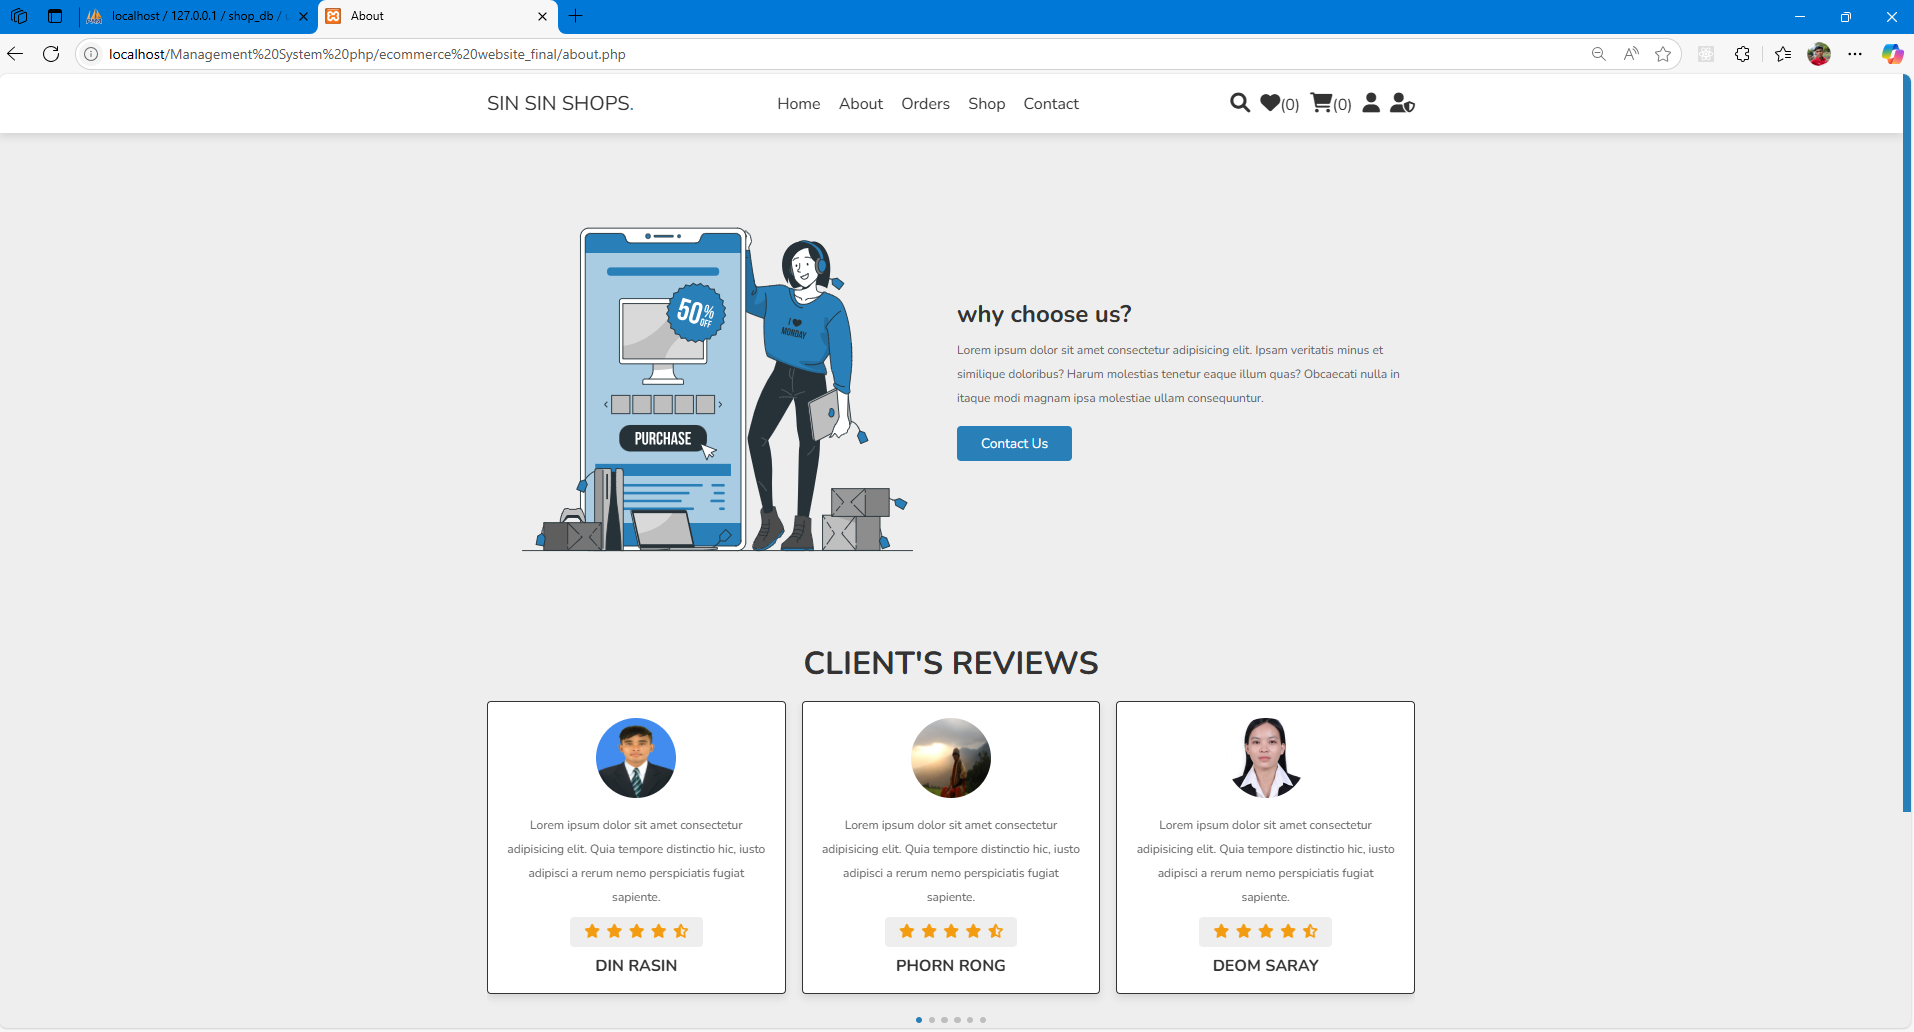 localhost / 127.0.0.1 / shop_db /
About
localhost/Management%20System%20php/ecommerce%20website_final/about.php
SIN SIN SHOPS.
Home About Orders Shop Contact
(0) (0)
50% OFF
I ♥ MONDAY
PURCHASE
why choose us?
Lorem ipsum dolor sit amet consectetur adipisicing elit. Ipsam veritatis minus et
similique doloribus? Harum molestias tenetur eaque illum quas? Obcaecati nulla in
itaque modi magnam ipsa molestiae ullam consequuntur.
Contact Us
CLIENT'S REVIEWS
Lorem ipsum dolor sit amet consectetur
adipisicing elit. Quia tempore distinctio hic, iusto
adipisci a rerum nemo perspiciatis fugiat
sapiente.
DIN RASIN
Lorem ipsum dolor sit amet consectetur
adipisicing elit. Quia tempore distinctio hic, iusto
adipisci a rerum nemo perspiciatis fugiat
sapiente.
PHORN RONG
Lorem ipsum dolor sit amet consectetur
adipisicing elit. Quia tempore distinctio hic, iusto
adipisci a rerum nemo perspiciatis fugiat
sapiente.
DEOM SARAY